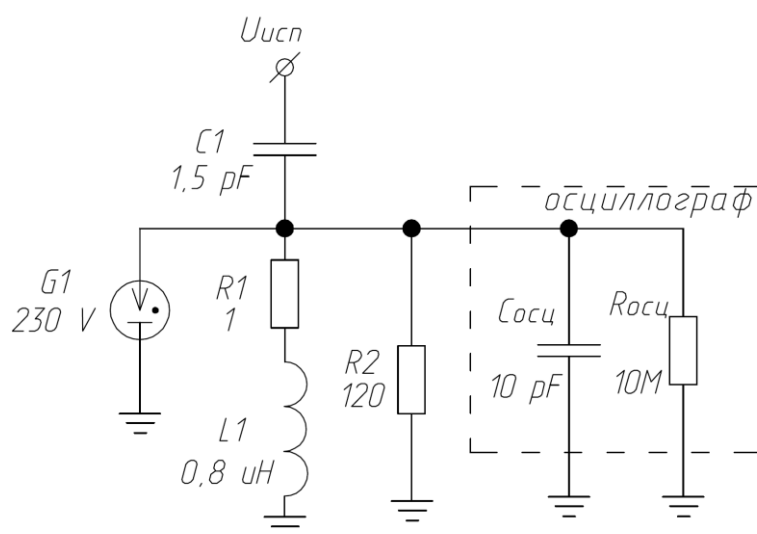 Uисп
C1
1,5 pF
осциллограф
G1
230 V
R1
1
L1
0,8 uH
R2
120
Cосц
10 pF
Rосц
10M